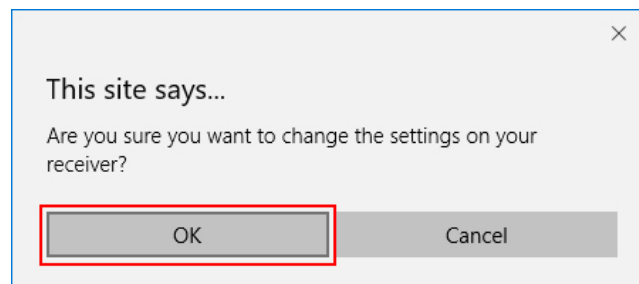 This site says...
Are you sure you want to change the settings on your
receiver?
OK
Cancel